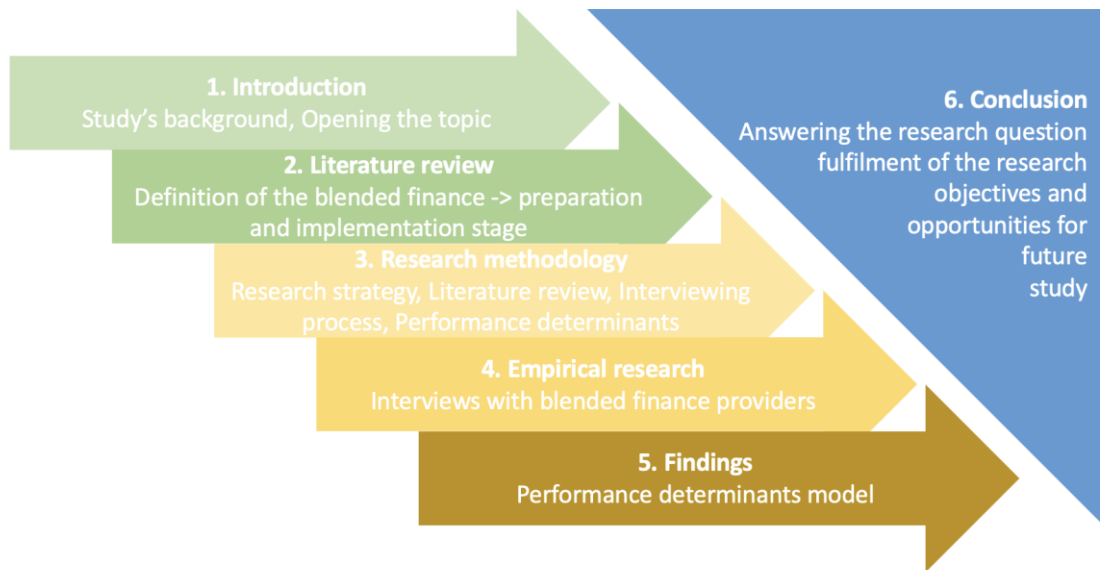 1. Introduction
Study's background, Opening the topic
2. Literature review
Definition of the blended finance -> preparation
and implementation stage
3. Research methodology
Research strategy, Literature review, Interviewing
process, Performance determinants
4. Empirical research
Interviews with blended finance providers
5. Findings
Performance determinants model
6. Conclusion
Answering the research question
fulfilment of the research
objectives and
opportunities for
future
study